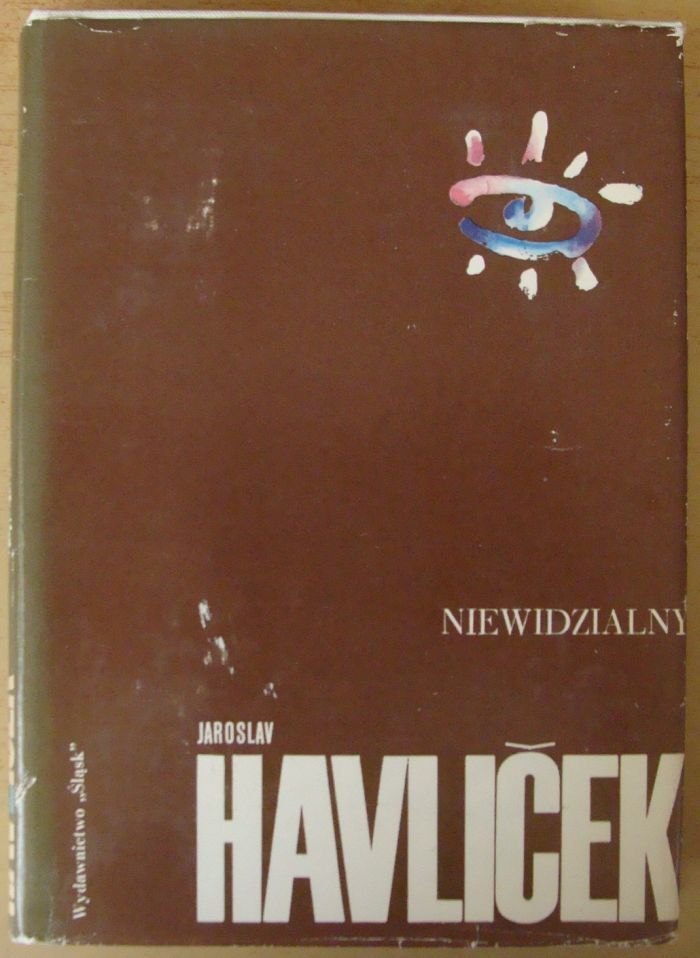 NIEWIDZIALNY
JAROSLAV
HAVLIČEK
Wydawnictwo „Śląsk”